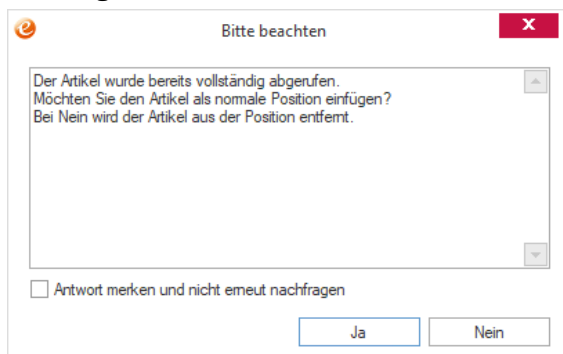 Bitte beachten
Der Artikel wurde bereits vollständig abgerufen.
Möchten Sie den Artikel als normale Position einfügen?
Bei Nein wird der Artikel aus der Position entfernt.
Antwort merken und nicht erneut nachfragen
Ja Nein